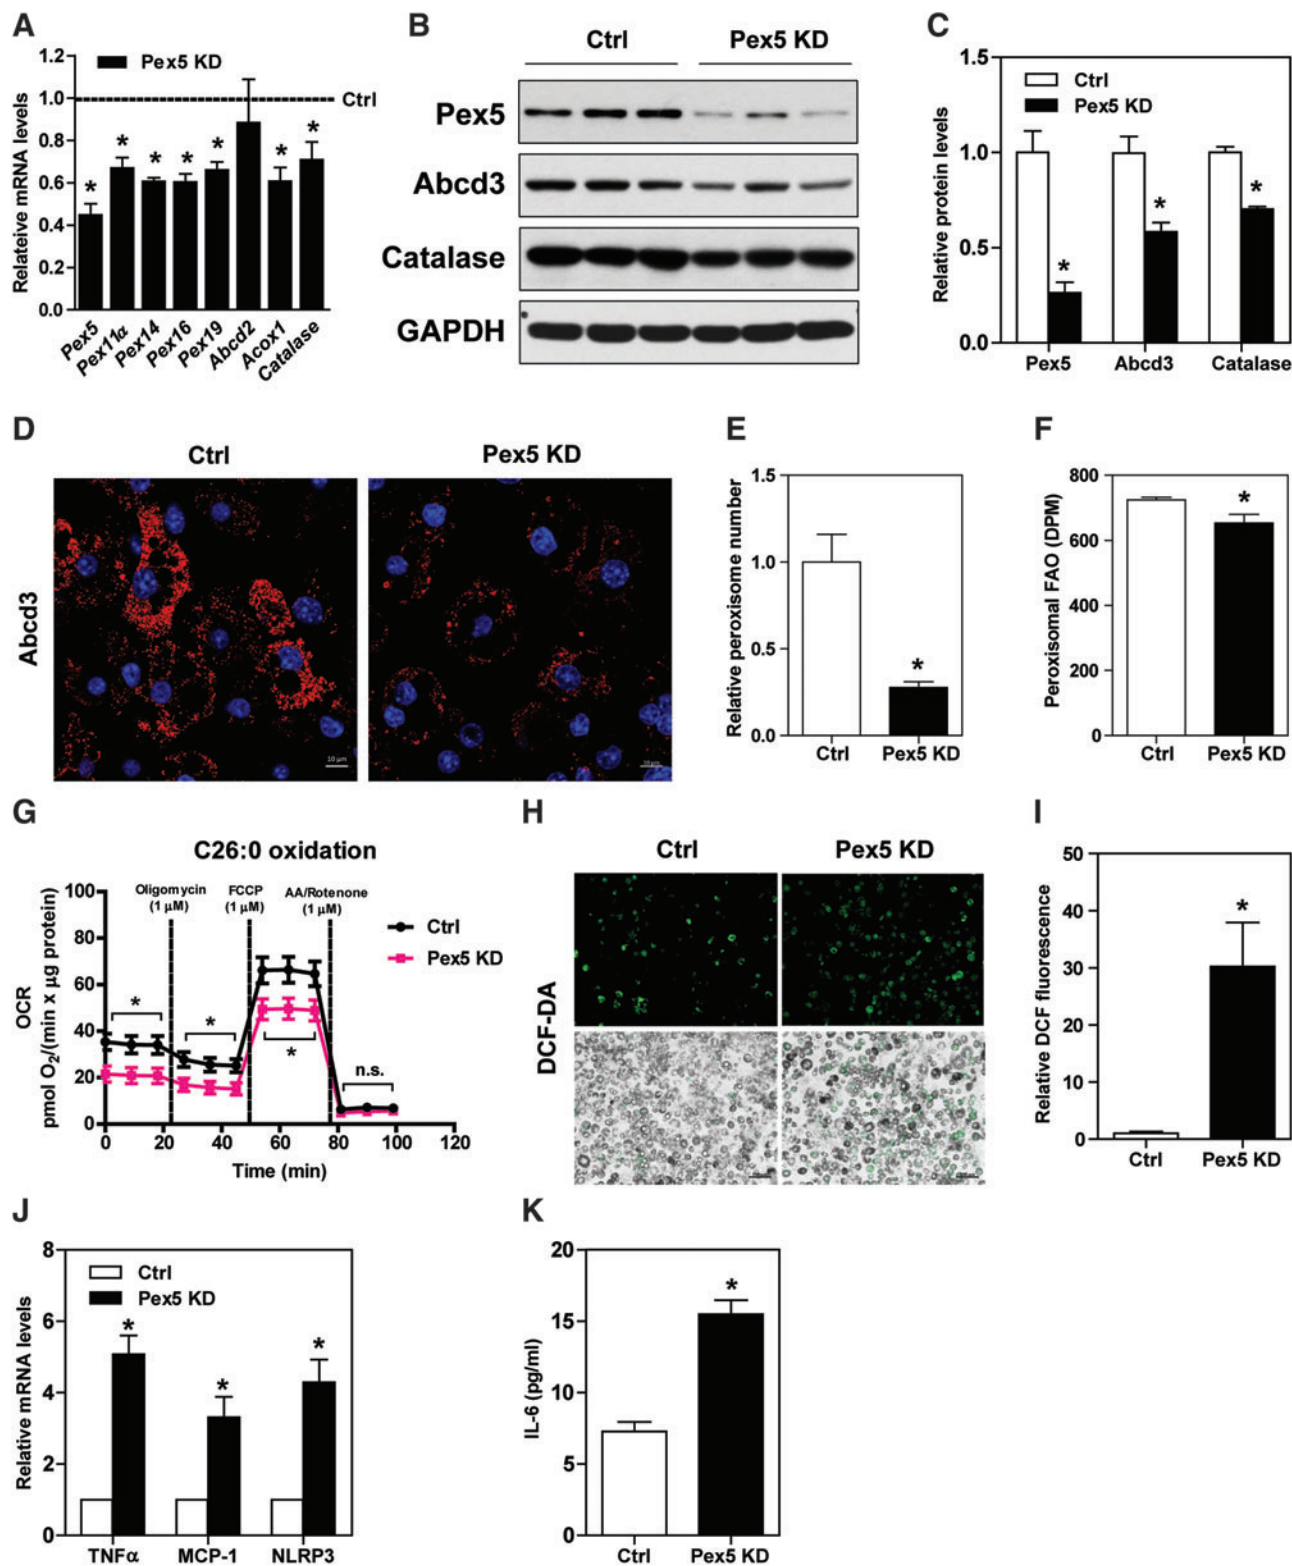 A
Relateive mRNA levels
1.2
1.0
0.8
0.6
0.4
0.2
0.0
Pex5 KD
Ctrl
*
*
*
*
*
*
*
Pex5
Pex11α
Pex14
Pex16
Pex19
Abcd2
Acox1
Catalase
B
Ctrl
Pex5 KD
Pex5
Abcd3
Catalase
GAPDH
C
Relative protein levels
1.5
1.0
0.5
0.0
Ctrl
Pex5 KD
*
*
*
Pex5
Abcd3
Catalase
D
Ctrl
Pex5 KD
Abcd3
10 μm
10 μm
E
Relative peroxisome number
1.5
1.0
0.5
0.0
*
Ctrl
Pex5 KD
F
Peroxisomal FAO (DPM)
800
600
400
200
0
*
Ctrl
Pex5 KD
G
C26:0 oxidation
OCR
pmol O2/(min x μg protein)
100
80
60
40
20
0
Oligomycin
(1 μM)
FCCP
(1 μM)
AA/Rotenone
(1 μM)
Ctrl
Pex5 KD
*
*
*
n.s.
0
20
40
60
80
100
120
Time (min)
H
Ctrl
Pex5 KD
DCF-DA
I
Relative DCF fluorescence
50
40
30
20
10
0
*
Ctrl
Pex5 KD
J
Relative mRNA levels
8
6
4
2
0
Ctrl
Pex5 KD
*
*
*
TNFα
MCP-1
NLRP3
K
IL-6 (pg/ml)
20
15
10
5
0
*
Ctrl
Pex5 KD